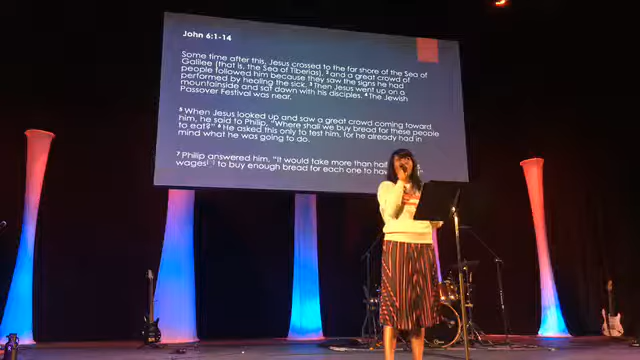 John 6:1-14
Some time after this, Jesus crossed to the far shore of the Sea of
Galilee (that is, the Sea of Tiberias), ² and a great crowd of
people followed him because they saw the signs he had
performed by healing the sick. ³ Then Jesus went up on a
mountainside and sat down with his disciples. ⁴ The Jewish
Passover Festival was near.
⁵ When Jesus looked up and saw a great crowd coming toward
him, he said to Philip, "Where shall we buy bread for these people
to eat?" ⁶ He asked this only to test him, for he already had in
mind what he was going to do.
⁷ Philip answered him, "It would take more than half
wages to buy enough bread for each one to ha